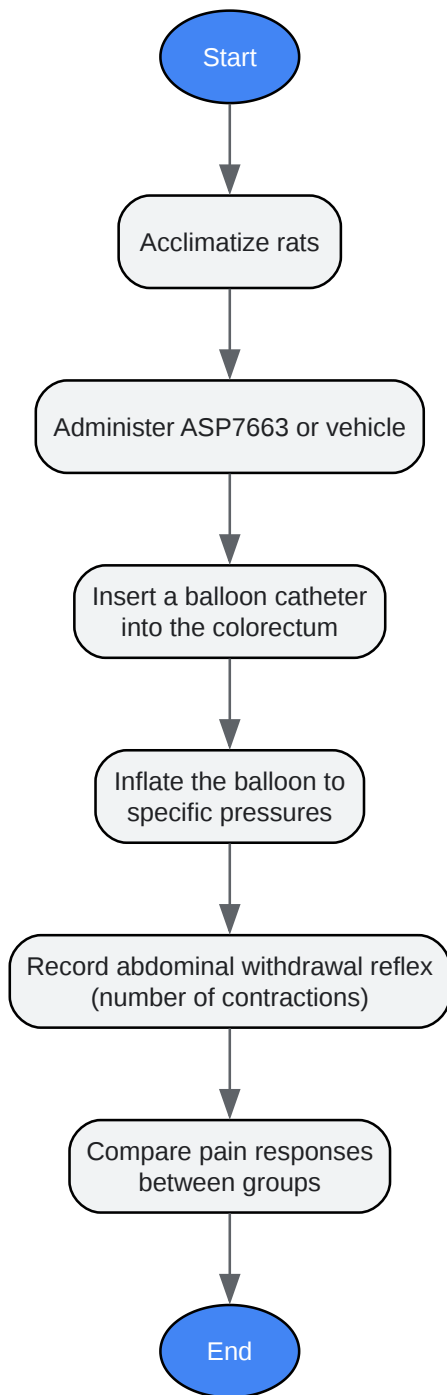 Start
Acclimatize rats
Administer ASP7663 or vehicle
Insert a balloon catheter
into the colorectum
Inflate the balloon to
specific pressures
Record abdominal withdrawal reflex
(number of contractions)
Compare pain responses
between groups
End